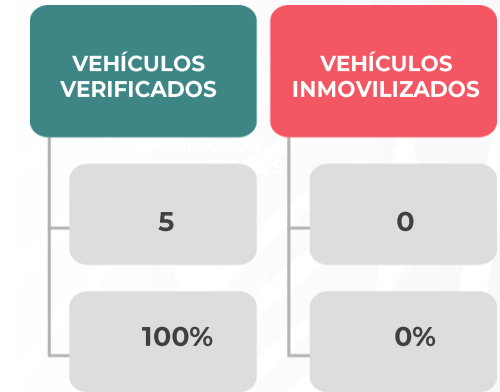 VEHÍCULOS
VERIFICADOS
5
100%
VEHÍCULOS
INMOVILIZADOS
0
0%